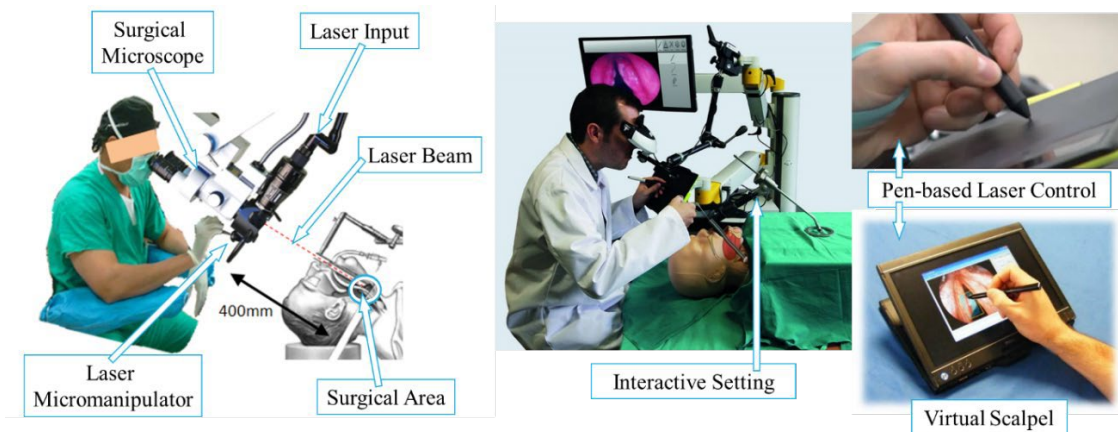 Surgical
Microscope
Laser Input
Laser Beam
400mm
Laser
Micromanipulator
Surgical Area
Interactive Setting
Pen-based Laser Control
Virtual Scalpel